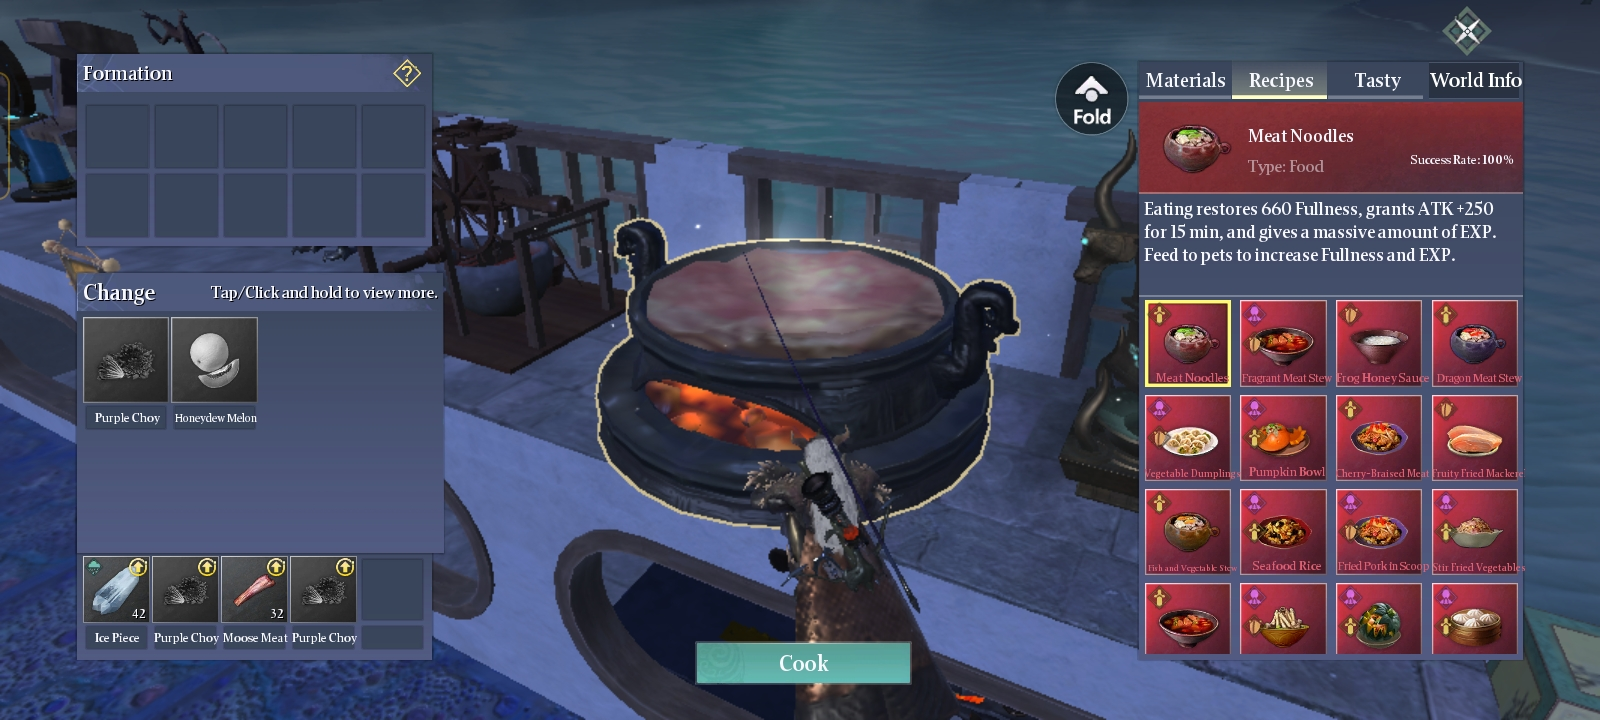 Formation
?
Change
Tap/Click and hold to view more.
Purple Choy
Honeydew Melon
42
32
Ice Piece
Purple Choy
Moose Meat
Purple Choy
Cook
Fold
Materials
Recipes
Tasty
World Info
Meat Noodles
Type: Food
Success Rate: 100%
Eating restores 660 Fullness, grants ATK +250
for 15 min, and gives a massive amount of EXP.
Feed to pets to increase Fullness and EXP.
Meat Noodles
Fragrant Meat Stew
Frog Honey Sauce
Dragon Meat Stew
Vegetable Dumplings
Pumpkin Bowl
Cherry-Braised Meat
Fruity Fried Mackerel
Fish and Vegetable Stew
Seafood Rice
Fried Pork in Scoop
Stir Fried Vegetables